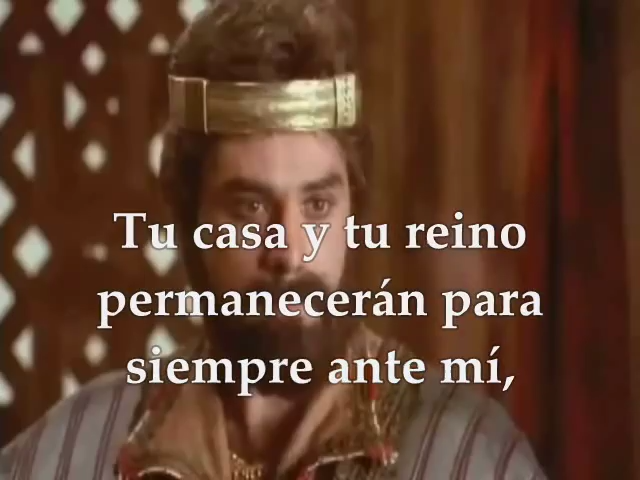 Tu casa y tu reino
permanecerán para
siempre ante mí,